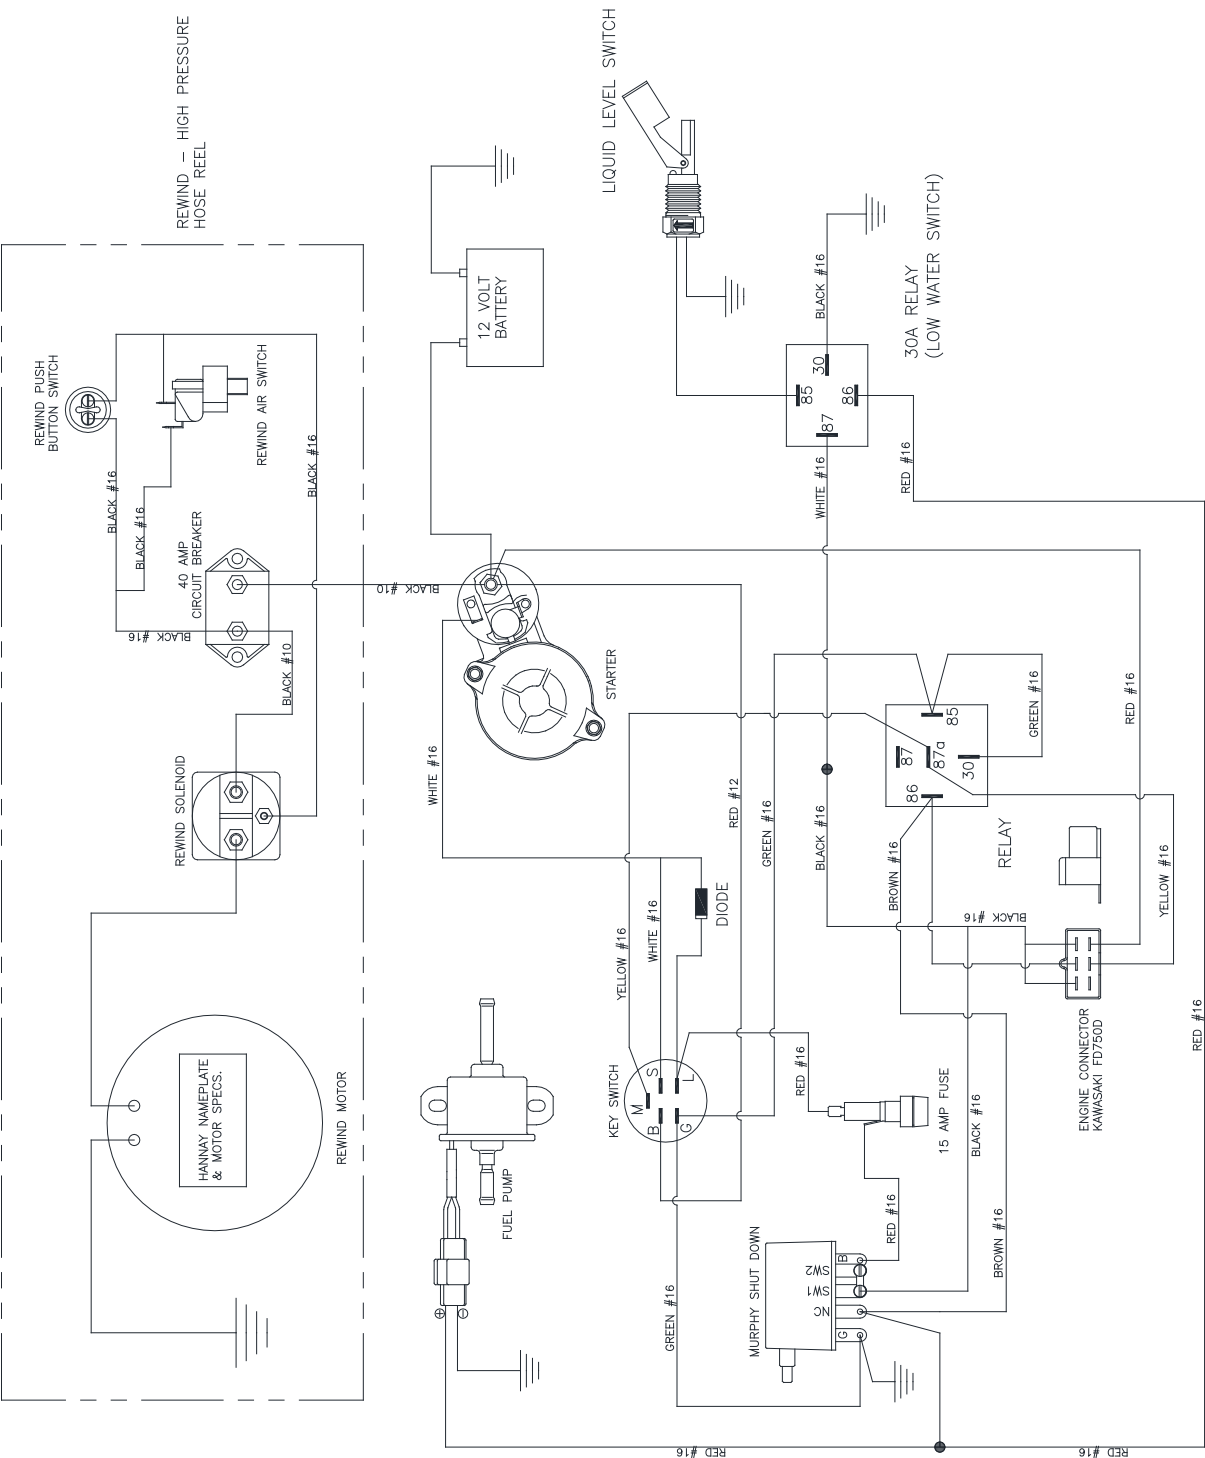 REWIND - HIGH PRESSURE
HOSE REEL
REWIND PUSH
BUTTON SWITCH
REWIND AIR SWITCH
BLACK #16
BLACK #16
BLACK #16
40 AMP
CIRCUIT BREAKER
BLACK #16
BLACK #10
BLACK #10
REWIND SOLENOID
HANNAY NAMEPLATE
& MOTOR SPECS.
REWIND MOTOR
12 VOLT
BATTERY
STARTER
WHITE #16
LIQUID LEVEL SWITCH
BLACK #16
30A RELAY
(LOW WATER SWITCH)
30
85
86
87
WHITE #16
RED #16
RED #12
GREEN #16
BLACK #16
YELLOW #16
WHITE #16
DIODE
85
87
87a
30
86
RELAY
GREEN #16
RED #16
BROWN #16
YELLOW #16
BLACK #16
ENGINE CONNECTOR
KAWASAKI FD750D
KEY SWITCH
M
S
B
L
G
RED #16
15 AMP FUSE
BLACK #16
FUEL PUMP
+
-
GREEN #16
MURPHY SHUT DOWN
B
SW2
SW1
NC
G
RED #16
BROWN #16
RED #16
RED #16
RED #16